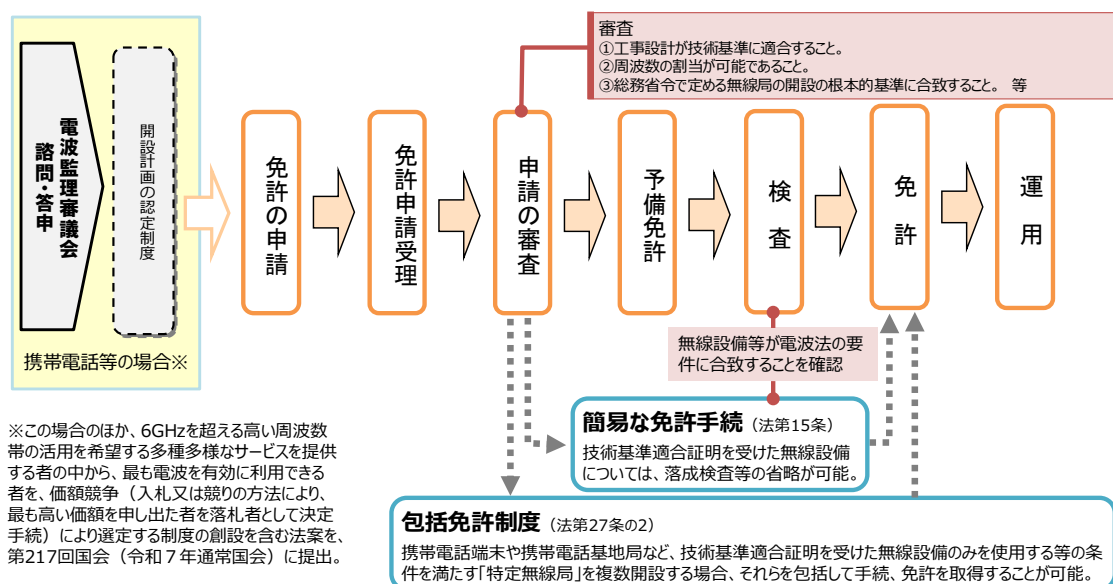 審査
①工事設計が技術基準に適合すること。
②周波数の割当が可能であること。
③総務省令で定める無線局の開設の根本的基準に合致すること。 等
電波監理審議会
諮問・答申
開設計画の認定制度
携帯電話等の場合※
免許の申請
免許申請受理
申請の審査
予備免許
検査
免許
運用
無線設備等が電波法の要
件に合致することを確認
簡易な免許手続（法第15条）
技術基準適合証明を受けた無線設備
については、落成検査等の省略が可能。
包括免許制度（法第27条の2）
携帯電話端末や携帯電話基地局など、技術基準適合証明を受けた無線設備のみを使用する等の条
件を満たす「特定無線局」を複数開設する場合、それらを包括して手続、免許を取得することが可能。
※この場合のほか、6GHzを超える高い周波数
帯の活用を希望する多種多様なサービスを提供
する者の中から、最も電波を有効に利用できる
者を、価額競争（入札又は競りの方法により、
最も高い価額を申し出た者を落札者として決定
手続）により選定する制度の創設を含む法案を、
第217回国会（令和７年通常国会）に提出。